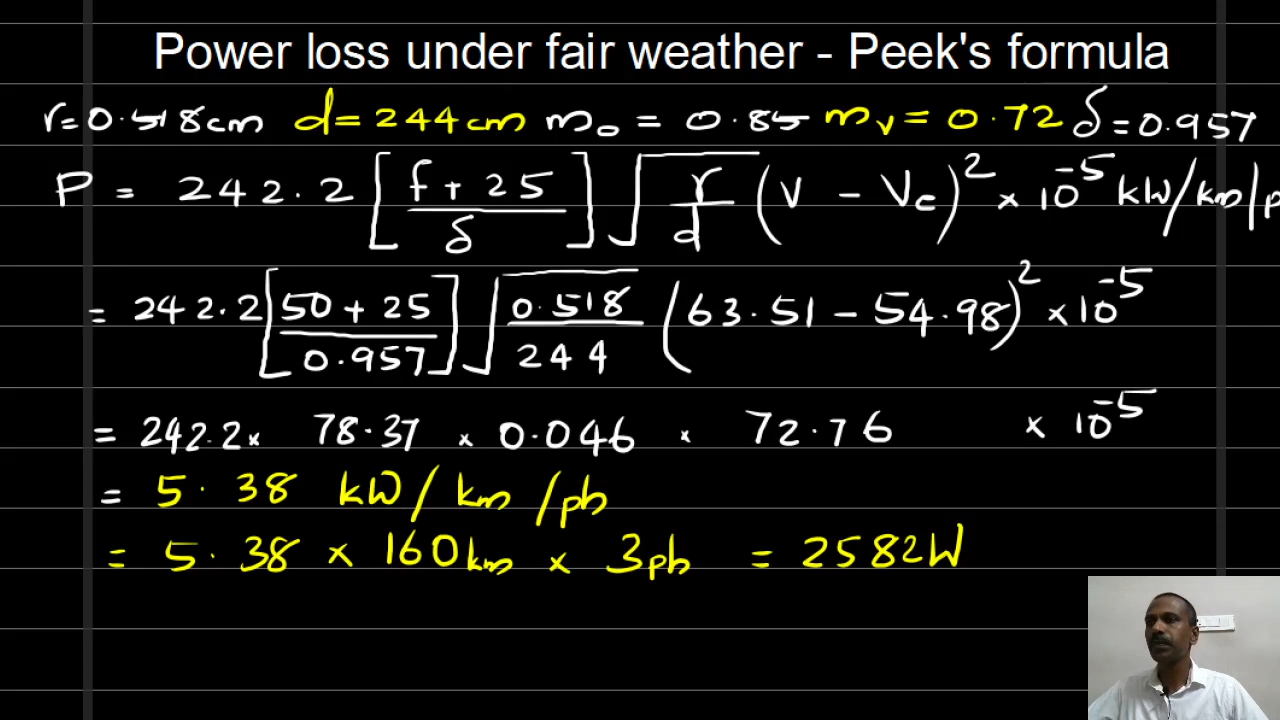 Power loss under fair weather - Peek's formula
r=0.518cm d=244cm m₀ = 0.85 mᵥ = 0.72 δ=0.957
P = 242.2 [f+25/δ] √(r/d) (V - Vc)² × 10⁻⁵ kW/km/p
= 242.2 [50+25/0.957] √(0.518/244) (63.51 - 54.98)² × 10⁻⁵
= 242.2 × 78.37 × 0.046 × 72.76 × 10⁻⁵
= 5.38 kW/km/ph
= 5.38 × 160km × 3ph = 2582W